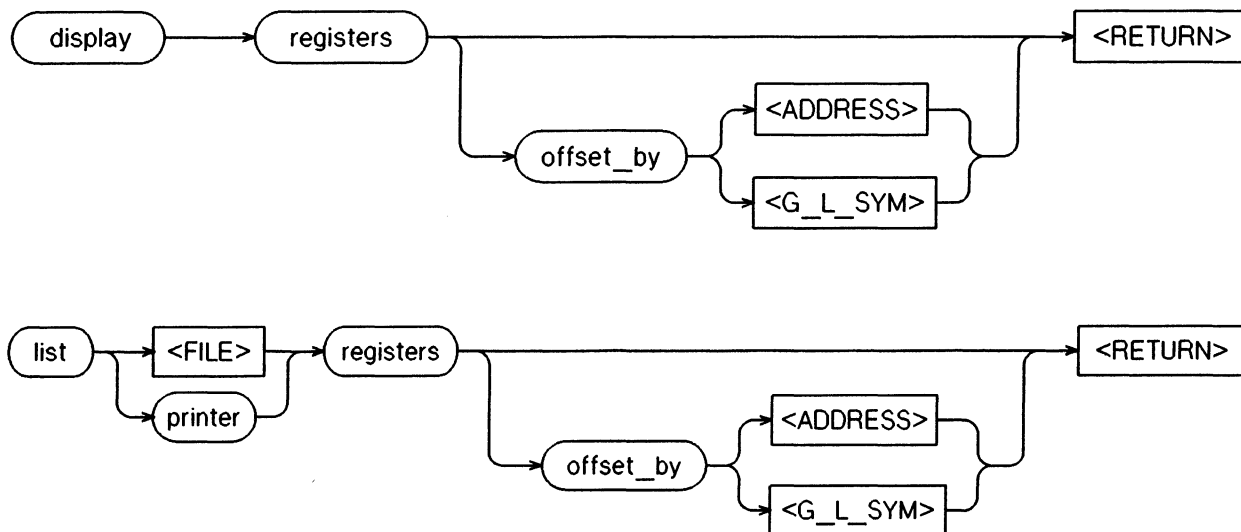 display registers <RETURN>
<ADDRESS>
offset_by
<G_L_SYM>
list <FILE> registers <RETURN>
printer
<ADDRESS>
offset_by
<G_L_SYM>